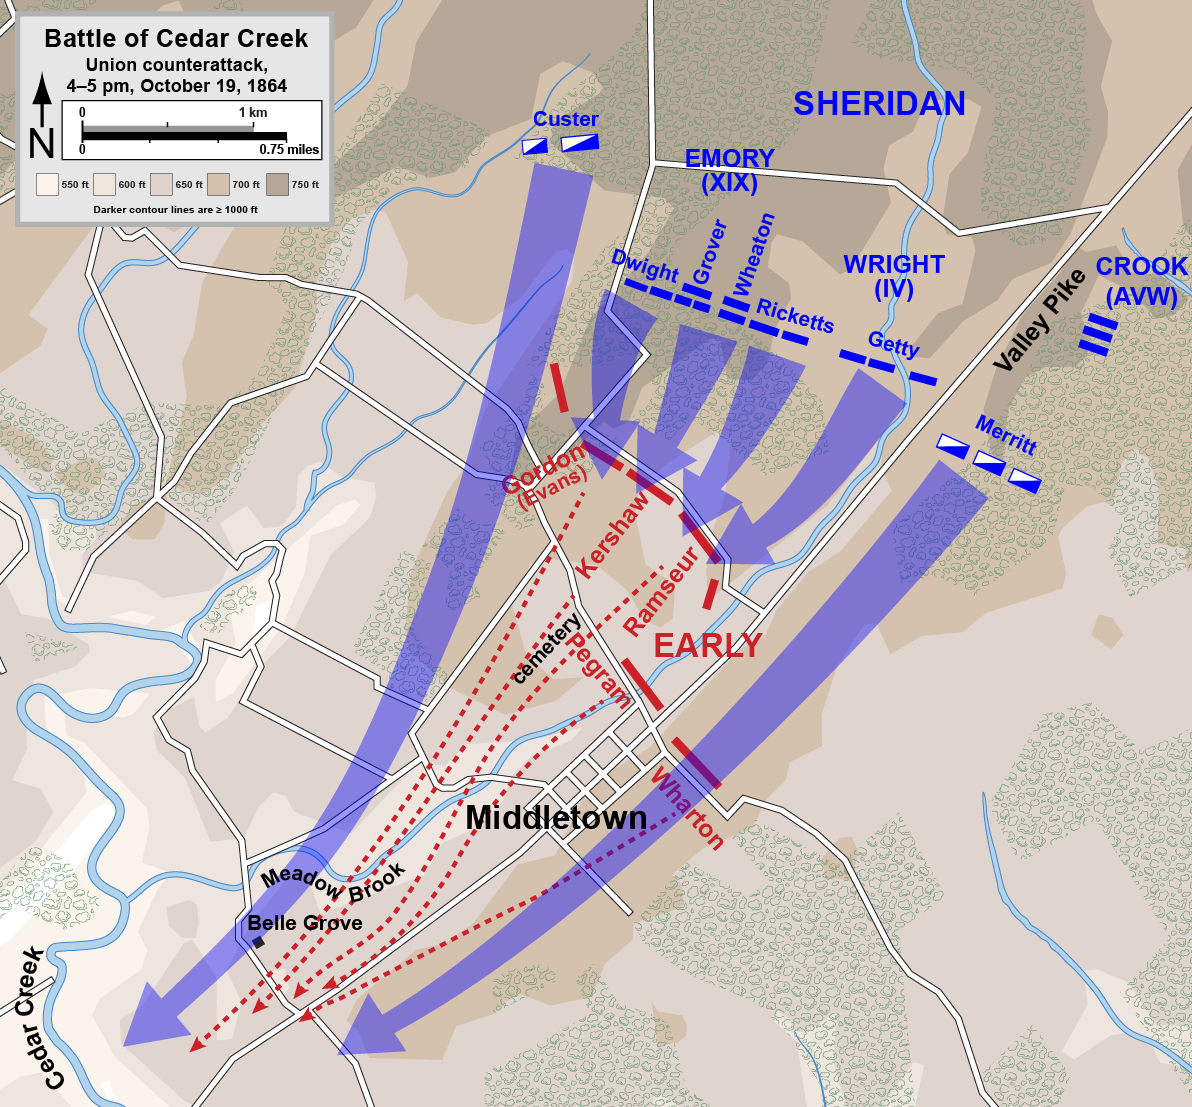 Battle of Cedar Creek
Union counterattack,
4–5 pm, October 19, 1864
N
0
1 km
0
0.75 miles
550 ft
600 ft
650 ft
700 ft
750 ft
Darker contour lines are ≥ 1000 ft
Custer
SHERIDAN
EMORY
(XIX)
Dwight
Grover
Wheaton
Ricketts
WRIGHT
(IV)
Getty
CROOK
(AVW)
Valley Pike
Merritt
Gordon
(Evans)
Kershaw
Ramseur
EARLY
cemetery
Pegram
Wharton
Middletown
Meadow Brook
Belle Grove
Cedar Creek